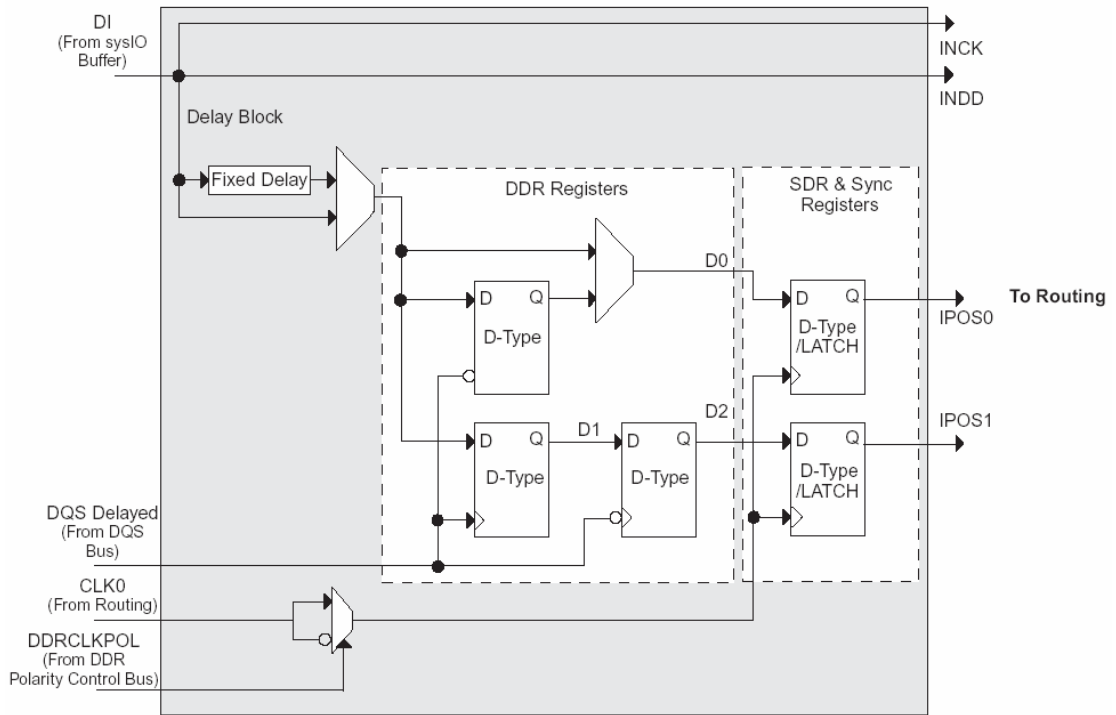 DI
(From sysIO
Buffer)
INCK
INDD
Delay Block
Fixed Delay
DDR Registers
SDR & Sync
Registers
D0
D Q
D-Type
D Q
D-Type
/LATCH
IPOS0
To Routing
D Q
D-Type
D1
D Q
D-Type
D2
D Q
D-Type
/LATCH
IPOS1
DQS Delayed
(From DQS
Bus)
CLK0
(From Routing)
DDRCLKPOL
(From DDR
Polarity Control Bus)